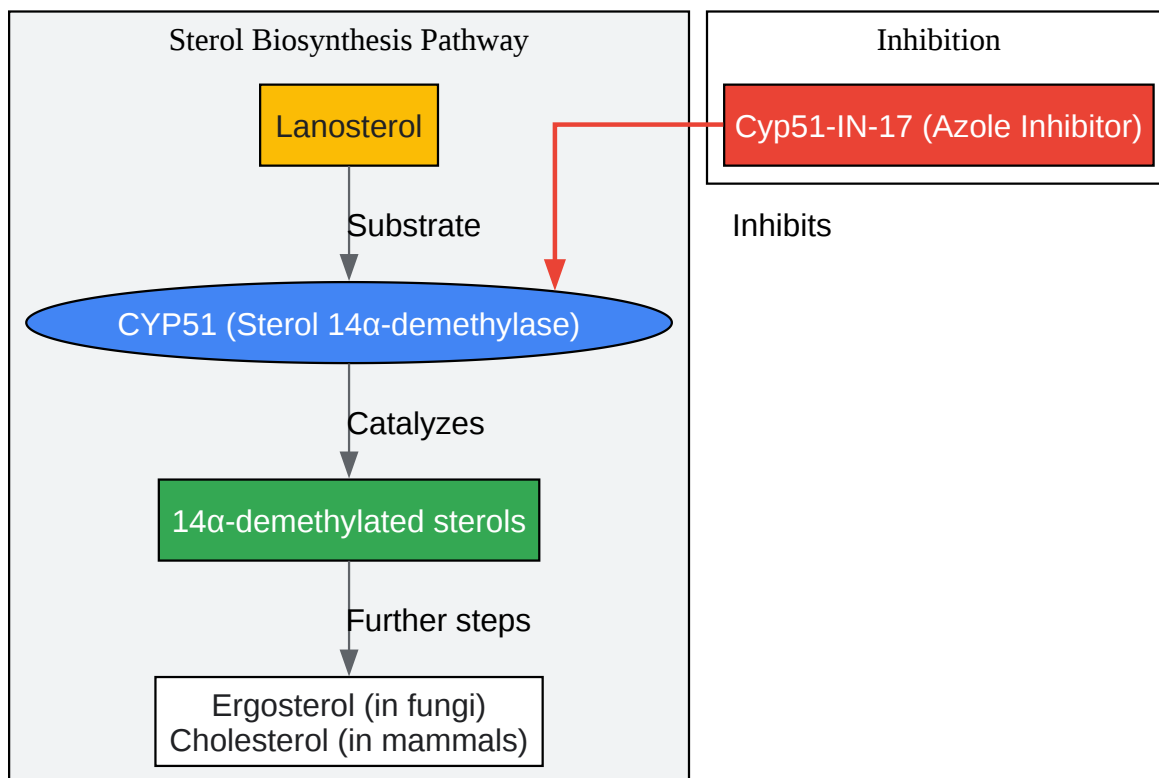 Sterol Biosynthesis Pathway
Inhibition
Lanosterol
Cyp51-IN-17 (Azole Inhibitor)
Substrate
Inhibits
CYP51 (Sterol 14α-demethylase)
Catalyzes
14α-demethylated sterols
Further steps
Ergosterol (in fungi)
Cholesterol (in mammals)